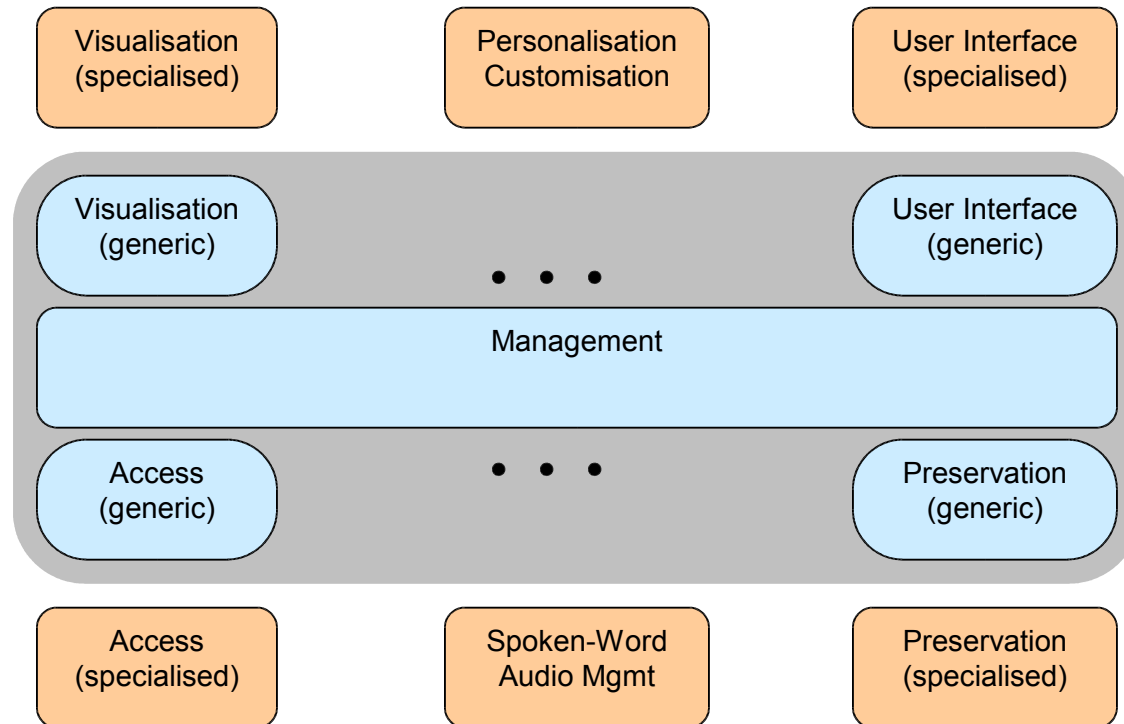 Visualisation
(specialised)
Personalisation
Customisation
User Interface
(specialised)
Visualisation
(generic)
User Interface
(generic)
• • •
Management
Access
(generic)
• • •
Preservation
(generic)
Access
(specialised)
Spoken-Word
Audio Mgmt
Preservation
(specialised)